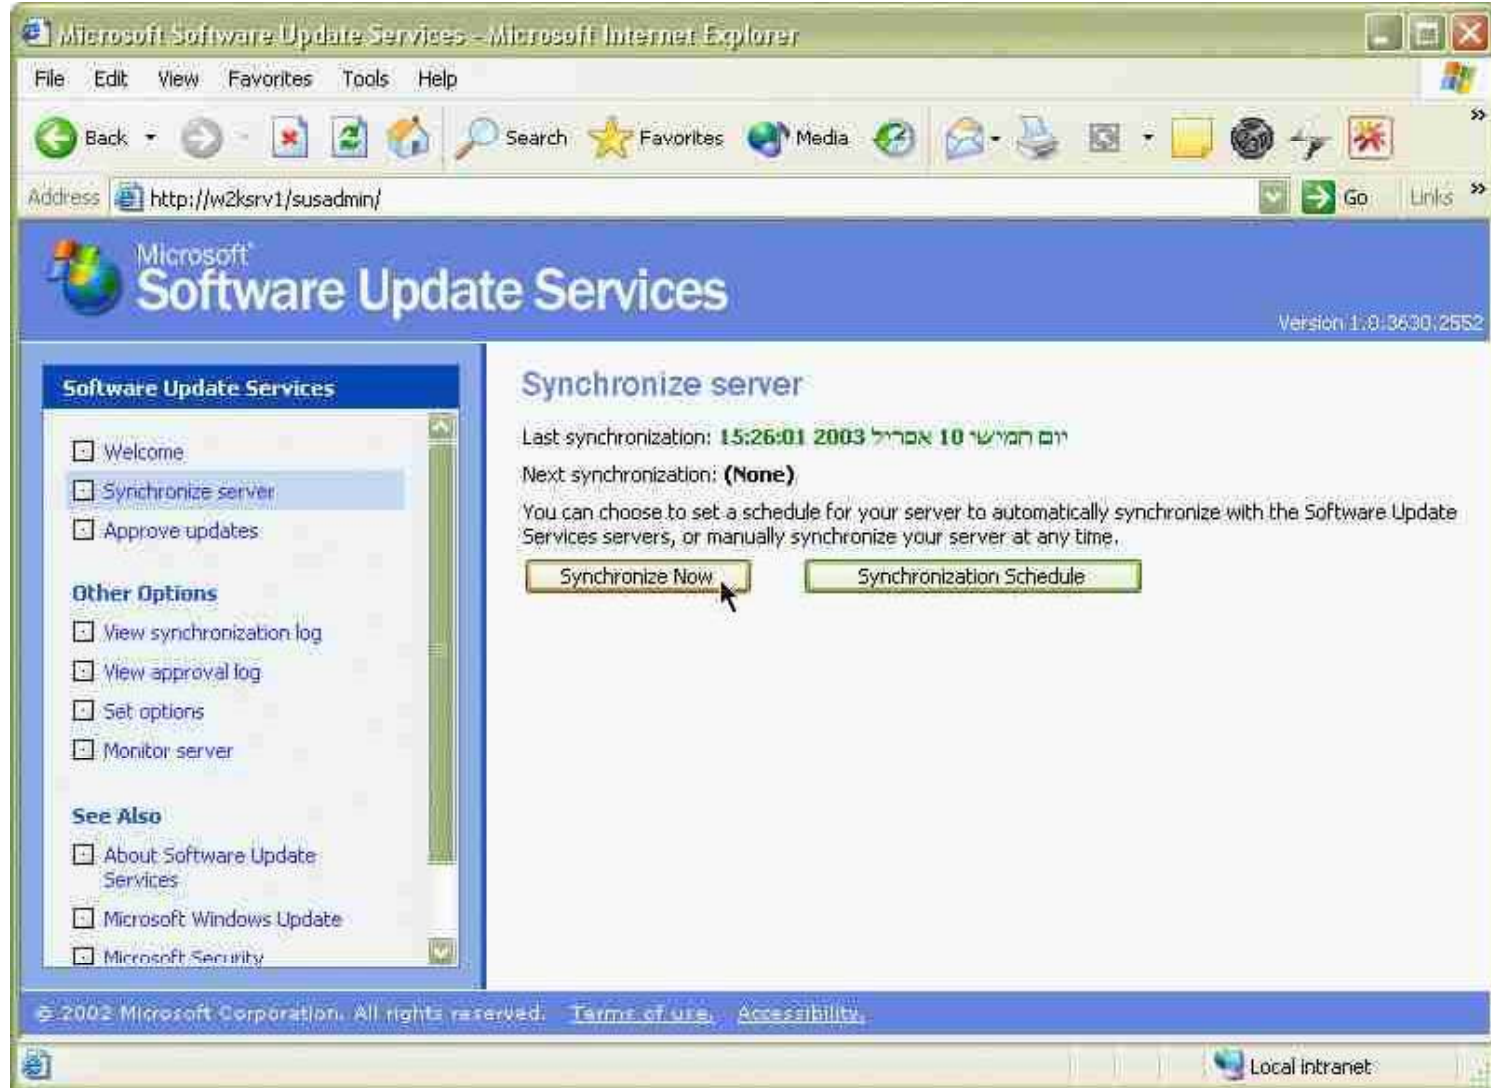 Microsoft Software Update Services - Microsoft Internet Explorer
File Edit View Favorites Tools Help
Back Search Favorites Media
Address http://w2ksrv1/susadmin/ Go Links
Microsoft
Software Update Services
Version 1.0.3630.2552
Software Update Services
Welcome
Synchronize server
Approve updates
Other Options
View synchronization log
View approval log
Set options
Monitor server
See Also
About Software Update
Services
Microsoft Windows Update
Microsoft Security
Synchronize server
Last synchronization: יום חמישי 10 אפריל 2003 15:26:01
Next synchronization: (None)
You can choose to set a schedule for your server to automatically synchronize with the Software Update
Services servers, or manually synchronize your server at any time.
Synchronize Now Synchronization Schedule
© 2002 Microsoft Corporation. All rights reserved. Terms of use. Accessibility.
Local intranet